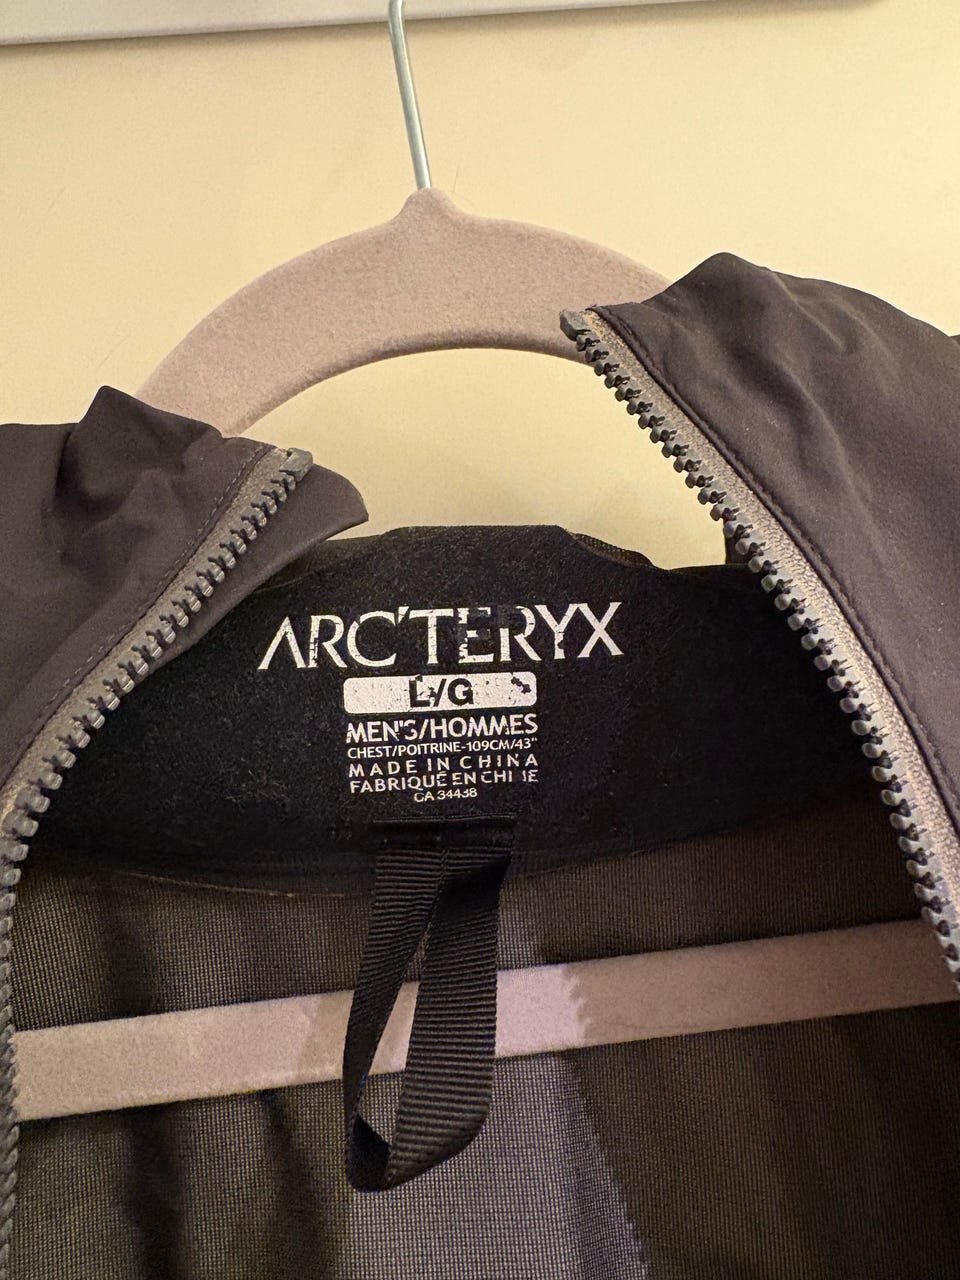 ARC'TERYX
L/G
MEN'S/HOMMES
CHEST/POITRINE-109CM/43"
MADE IN CHINA
FABRIQUÉ EN CHINE
CA 34438